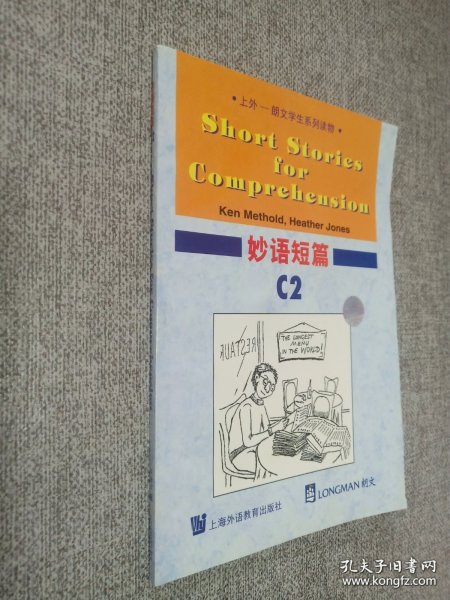 • 上外－朗文学生系列读物 •
Short Stories
for
Comprehension
Ken Methold, Heather Jones
妙语短篇
C2
RESTAUR
THE LONGEST
MENU
IN THE WORLD!
上海外语教育出版社
LONGMAN 朗文
孔夫子旧书网
www.kongfz.com